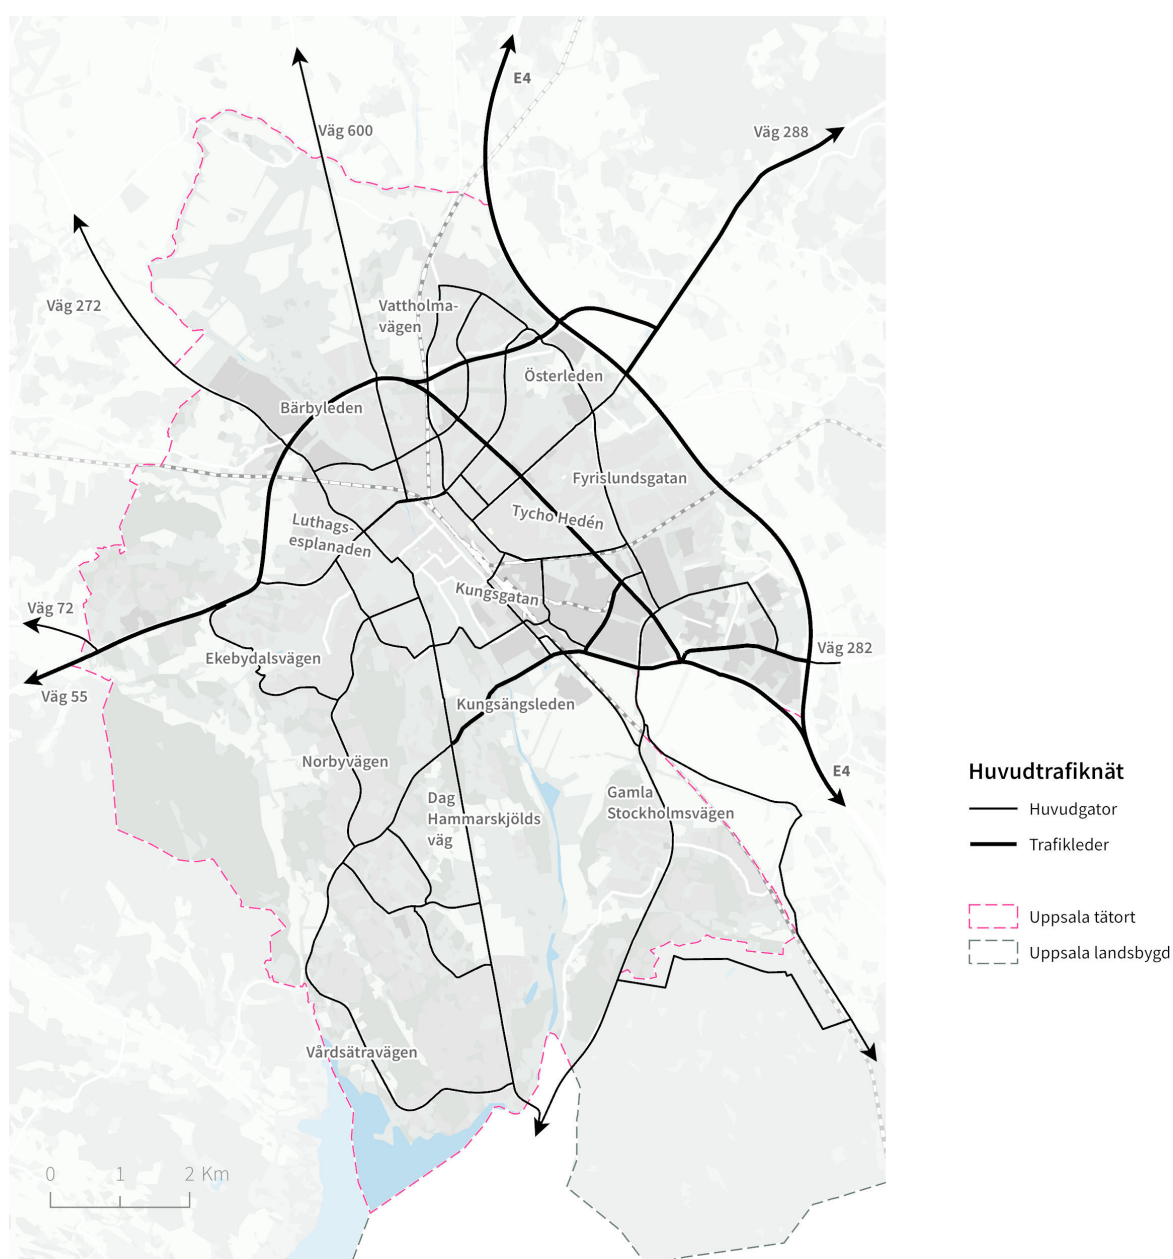 E4
Väg 600
Väg 288
Väg 272
Vattholma-
vägen
Österleden
Bärbyleden
Fyrislundsgatan
Tycho Hedén
Luthags-
esplanaden
Kungsgatan
Väg 72
Väg 282
Ekebydalsvägen
Väg 55
Kungsängsleden
Norbyvägen
E4
Dag
Hammarskjölds
väg
Gamla
Stockholmsvägen
Vårdsätravägen
0 1 2 Km
Huvudtrafiknät
Huvudgator
Trafikleder
Uppsala tätort
Uppsala landsbygd